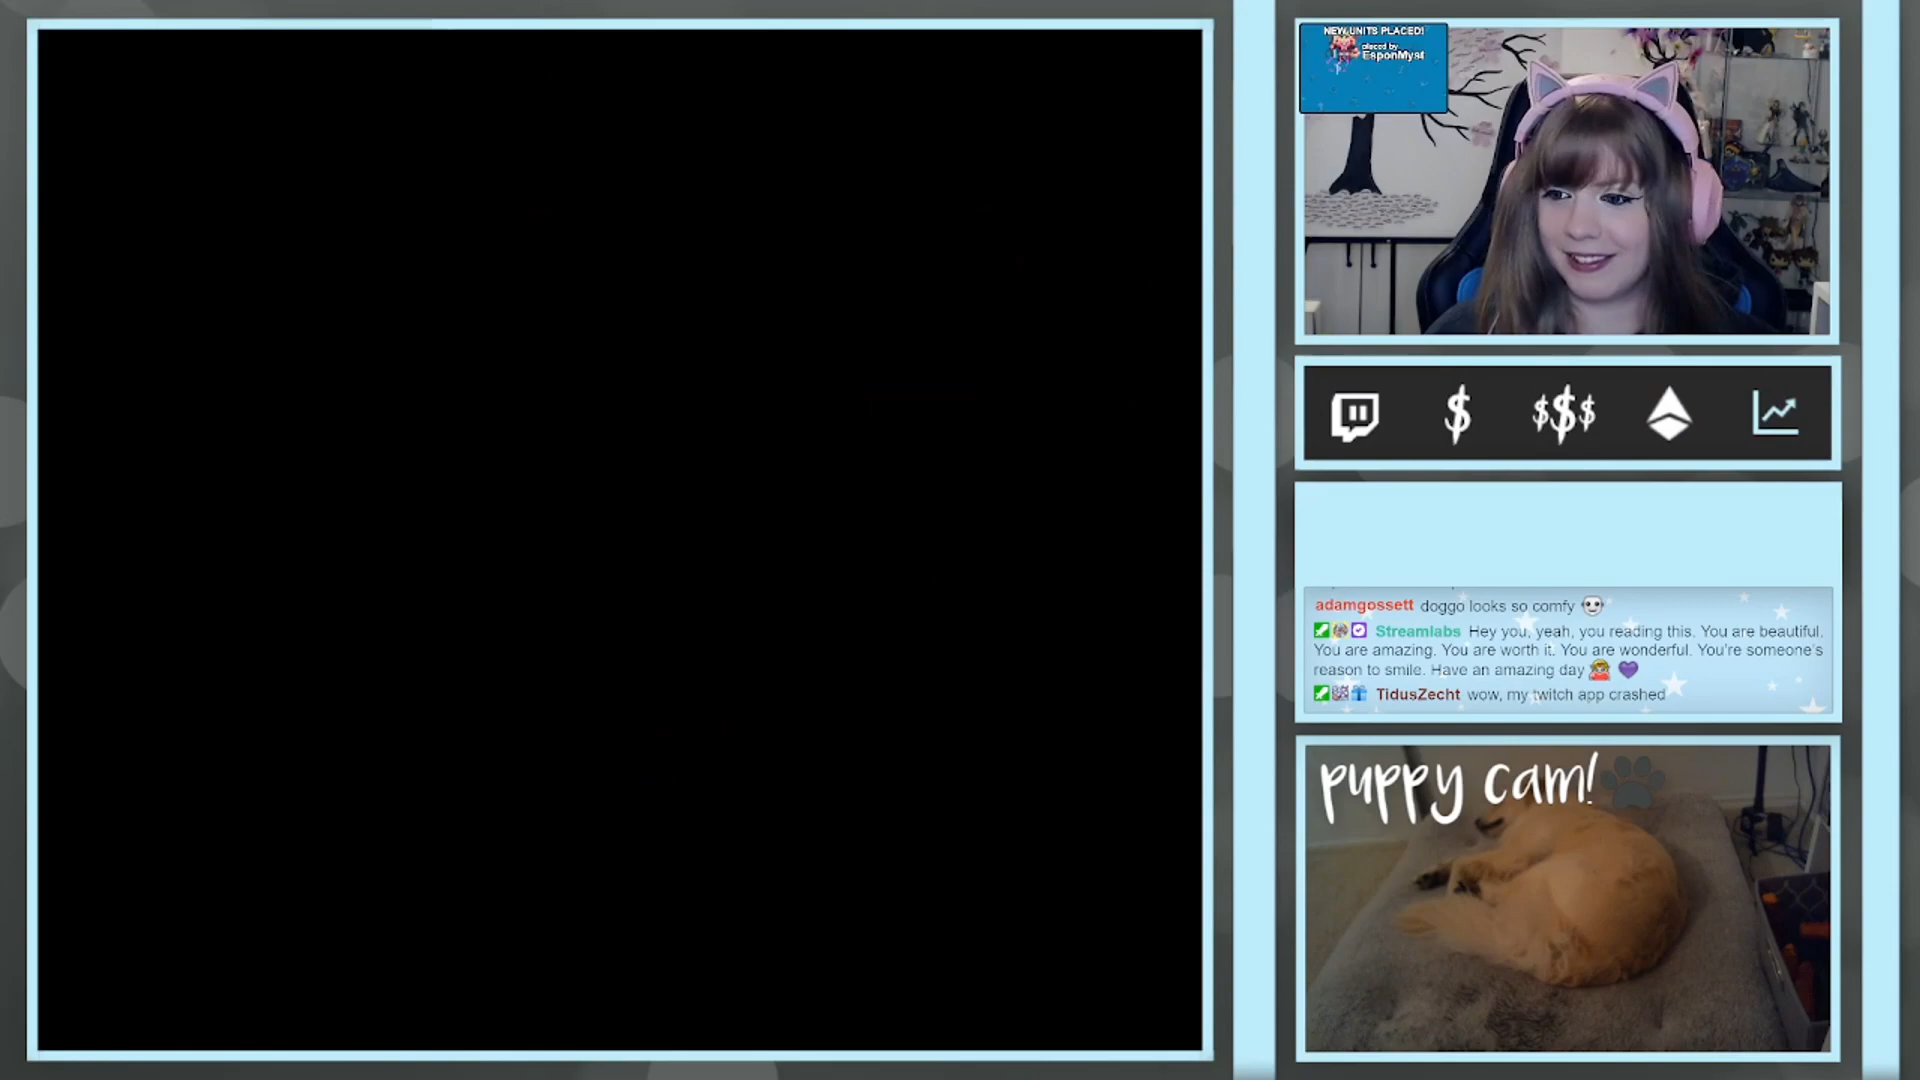 NEW UNITS PLACED!
placed by
EsponMyst
$
$$$
adamgossett doggo looks so comfy
Streamlabs Hey you, yeah, you reading this. You are beautiful.
You are amazing. You are worth it. You are wonderful. You're someone's
reason to smile. Have an amazing day
TidusZecht wow, my twitch app crashed
puppy cam!